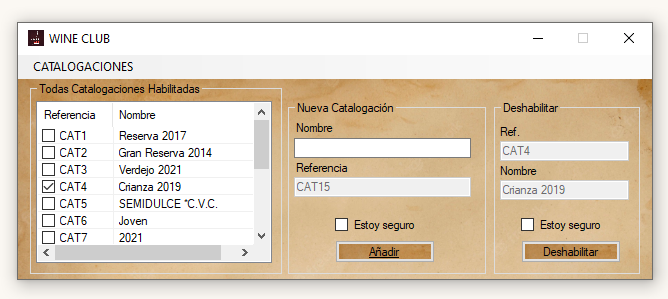 WINE CLUB
CATALOGACIONES
Todas Catalogaciones Habilitadas
Referencia Nombre
CAT1 Reserva 2017
CAT2 Gran Reserva 2014
CAT3 Verdejo 2021
CAT4 Crianza 2019
CAT5 SEMIDULCE "C.V.C.
CAT6 Joven
CAT7 2021
Nueva Catalogación
Nombre
Referencia
CAT15
Estoy seguro
Añadir
Deshabilitar
Ref.
CAT4
Nombre
Crianza 2019
Estoy seguro
Deshabilitar